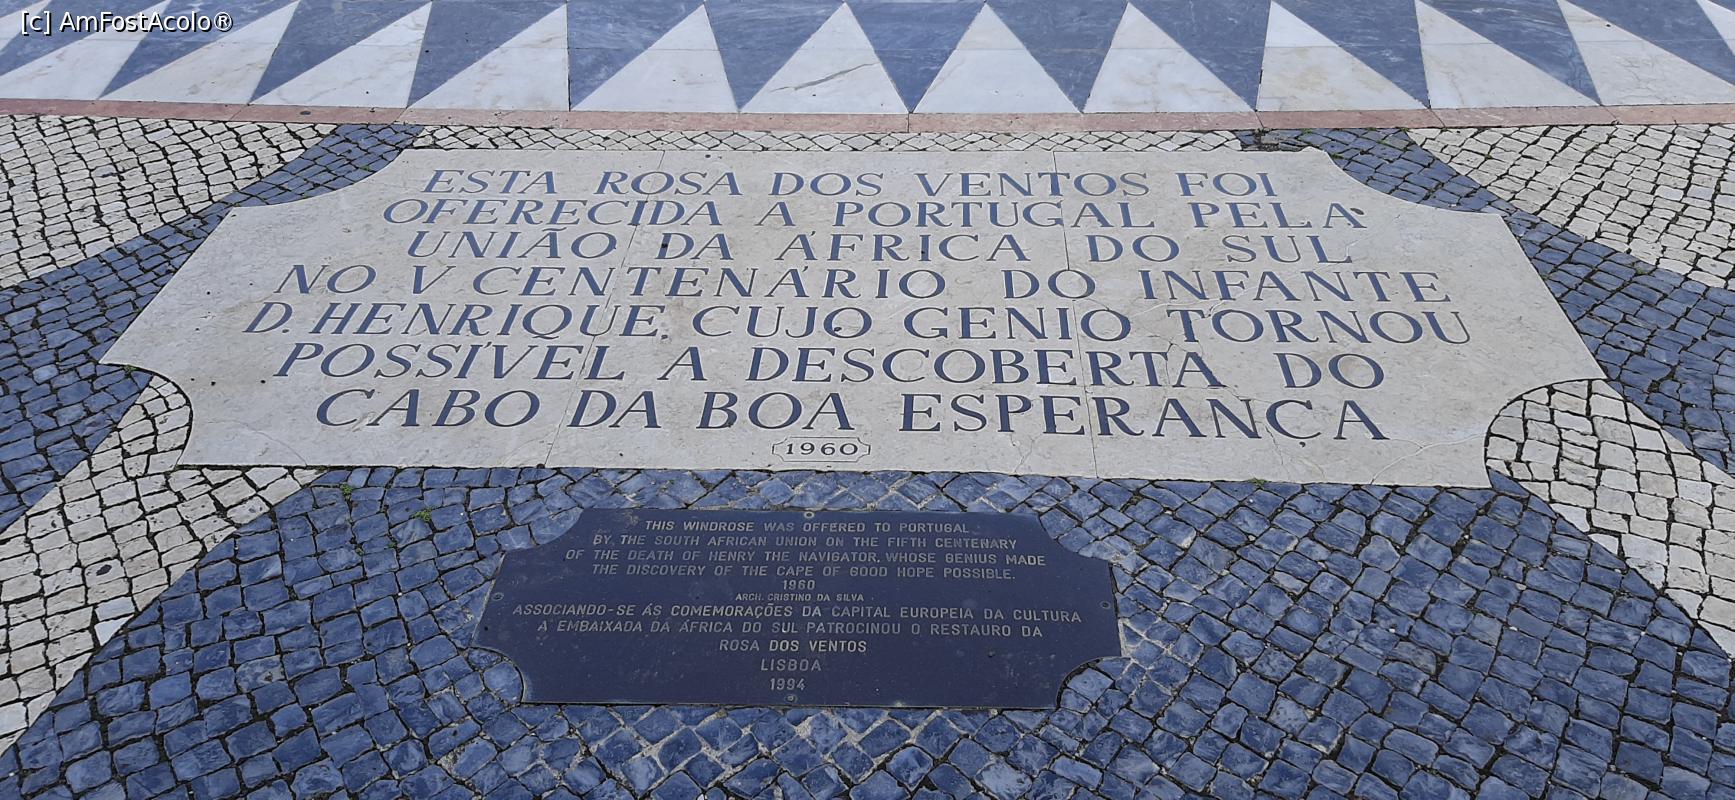 [c] AmFostAcolo®
ESTA ROSA DOS VENTOS FOI
OFERECIDA A PORTUGAL PELA
UNIÃO DA ÁFRICA DO SUL
NO V CENTENÁRIO DO INFANTE
D. HENRIQUE CUJO GENIO TORNOU
POSSÍVEL A DESCOBERTA DO
CABO DA BOA ESPERANÇA
1960
THIS WINDROSE WAS OFFERED TO PORTUGAL
BY THE SOUTH AFRICAN UNION ON THE FIFTH CENTENARY
OF THE DEATH OF HENRY THE NAVIGATOR, WHOSE GENIUS MADE
THE DISCOVERY OF THE CAPE OF GOOD HOPE POSSIBLE.
1960
ARCH. CRISTINO DA SILVA
ASSOCIANDO-SE ÁS COMEMORAÇÕES DA CAPITAL EUROPEIA DA CULTURA
A EMBAIXADA DA ÁFRICA DO SUL PATROCINOU O RESTAURO DA
ROSA DOS VENTOS
LISBOA
1994